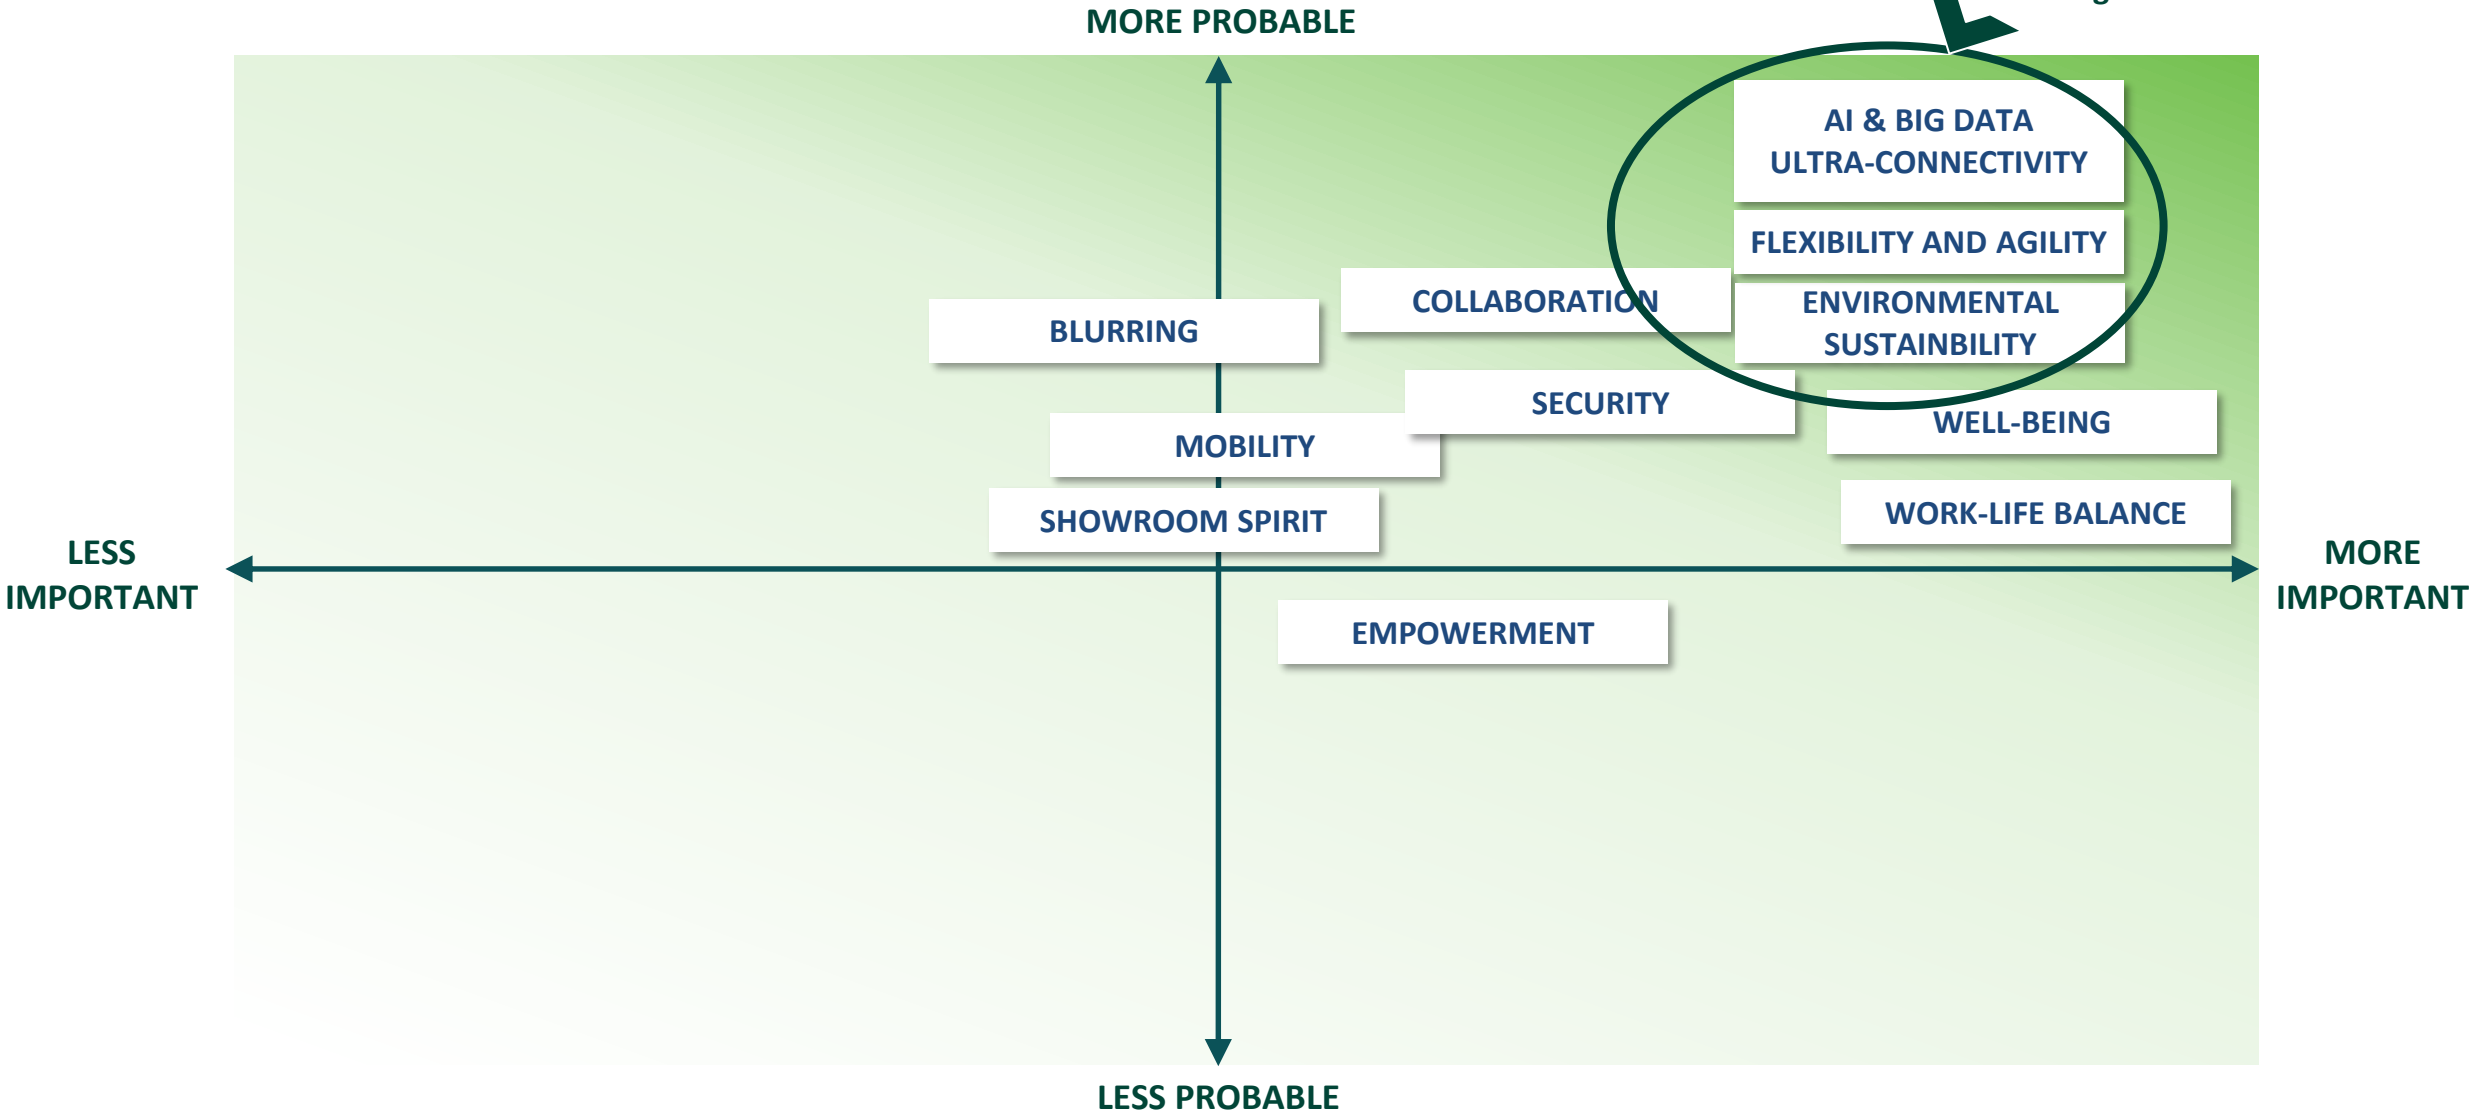 MORE PROBABLE
AI & BIG DATA
ULTRA-CONNECTIVITY
FLEXIBILITY AND AGILITY
COLLABORATION
ENVIRONMENTAL
SUSTAINBILITY
BLURRING
SECURITY
WELL-BEING
MOBILITY
WORK-LIFE BALANCE
SHOWROOM SPIRIT
LESS
IMPORTANT
MORE
IMPORTANT
EMPOWERMENT
LESS PROBABLE